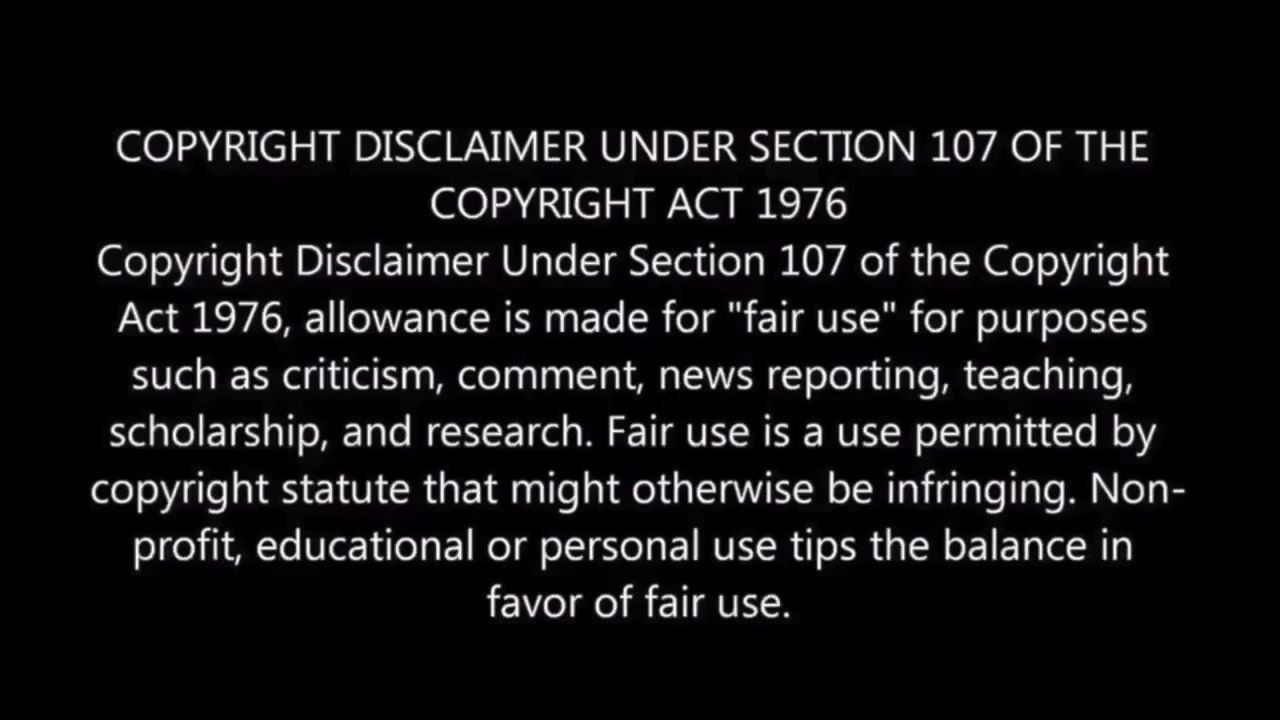 COPYRIGHT DISCLAIMER UNDER SECTION 107 OF THE
COPYRIGHT ACT 1976
Copyright Disclaimer Under Section 107 of the Copyright
Act 1976, allowance is made for "fair use" for purposes
such as criticism, comment, news reporting, teaching,
scholarship, and research. Fair use is a use permitted by
copyright statute that might otherwise be infringing. Non-
profit, educational or personal use tips the balance in
favor of fair use.